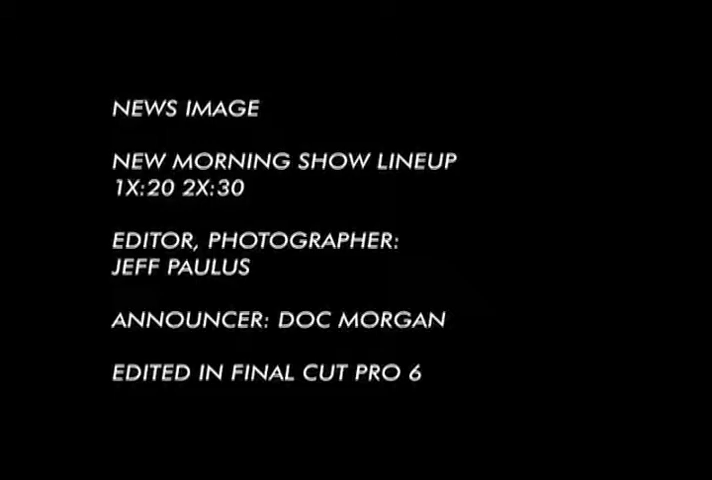 NEWS IMAGE
NEW MORNING SHOW LINEUP
1X:20 2X:30
EDITOR, PHOTOGRAPHER:
JEFF PAULUS
ANNOUNCER: DOC MORGAN
EDITED IN FINAL CUT PRO 6